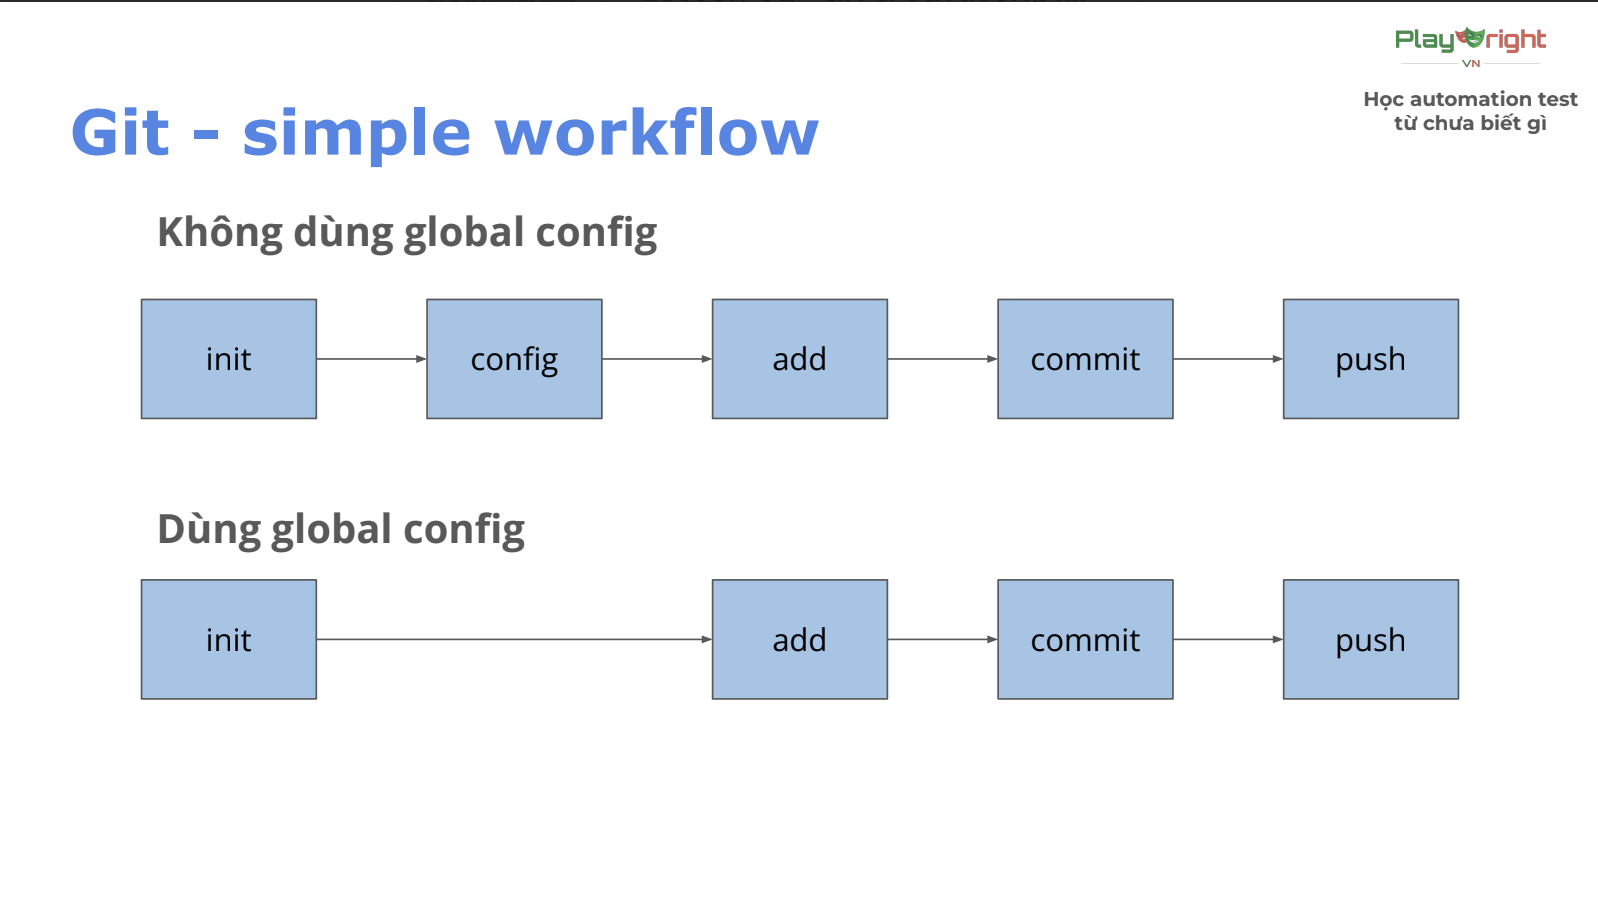 Playwright
VN
Học automation test
từ chưa biết gì
Git - simple workflow
Không dùng global config
init
config
add
commit
push
Dùng global config
init
add
commit
push